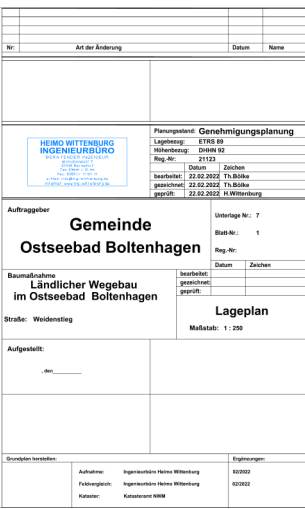 Nr: Art der Änderung Datum Name
Planungsstand: Genehmigungsplanung
Lagebezug: ETRS 89
Höhenbezug: DHHN 92
Reg.-Nr: 21123
Datum Zeichen
bearbeitet: 22.02.2022 Th.Bölke
gezeichnet: 22.02.2022 Th.Bölke
geprüft: 22.02.2022 H.Wittenburg
HEIMO WITTENBURG
INGENIEURBÜRO
BERATENDER INGENIEUR
Auftraggeber
Gemeinde
Ostseebad Boltenhagen
Unterlage Nr.: 7
Blatt-Nr.: 1
Reg.-Nr:
Datum Zeichen
bearbeitet:
gezeichnet:
geprüft:
Baumaßnahme
Ländlicher Wegebau
im Ostseebad Boltenhagen
Straße: Weidenstieg
Lageplan
Maßstab: 1 : 250
Aufgestellt:
, den__________
Grundplan herstellen: Ergänzungen:
Aufnahme: Ingenieurbüro Heimo Wittenburg 02/2022
Feldvergleich: Ingenieurbüro Heimo Wittenburg 02/2022
Kataster: Katasteramt NWM